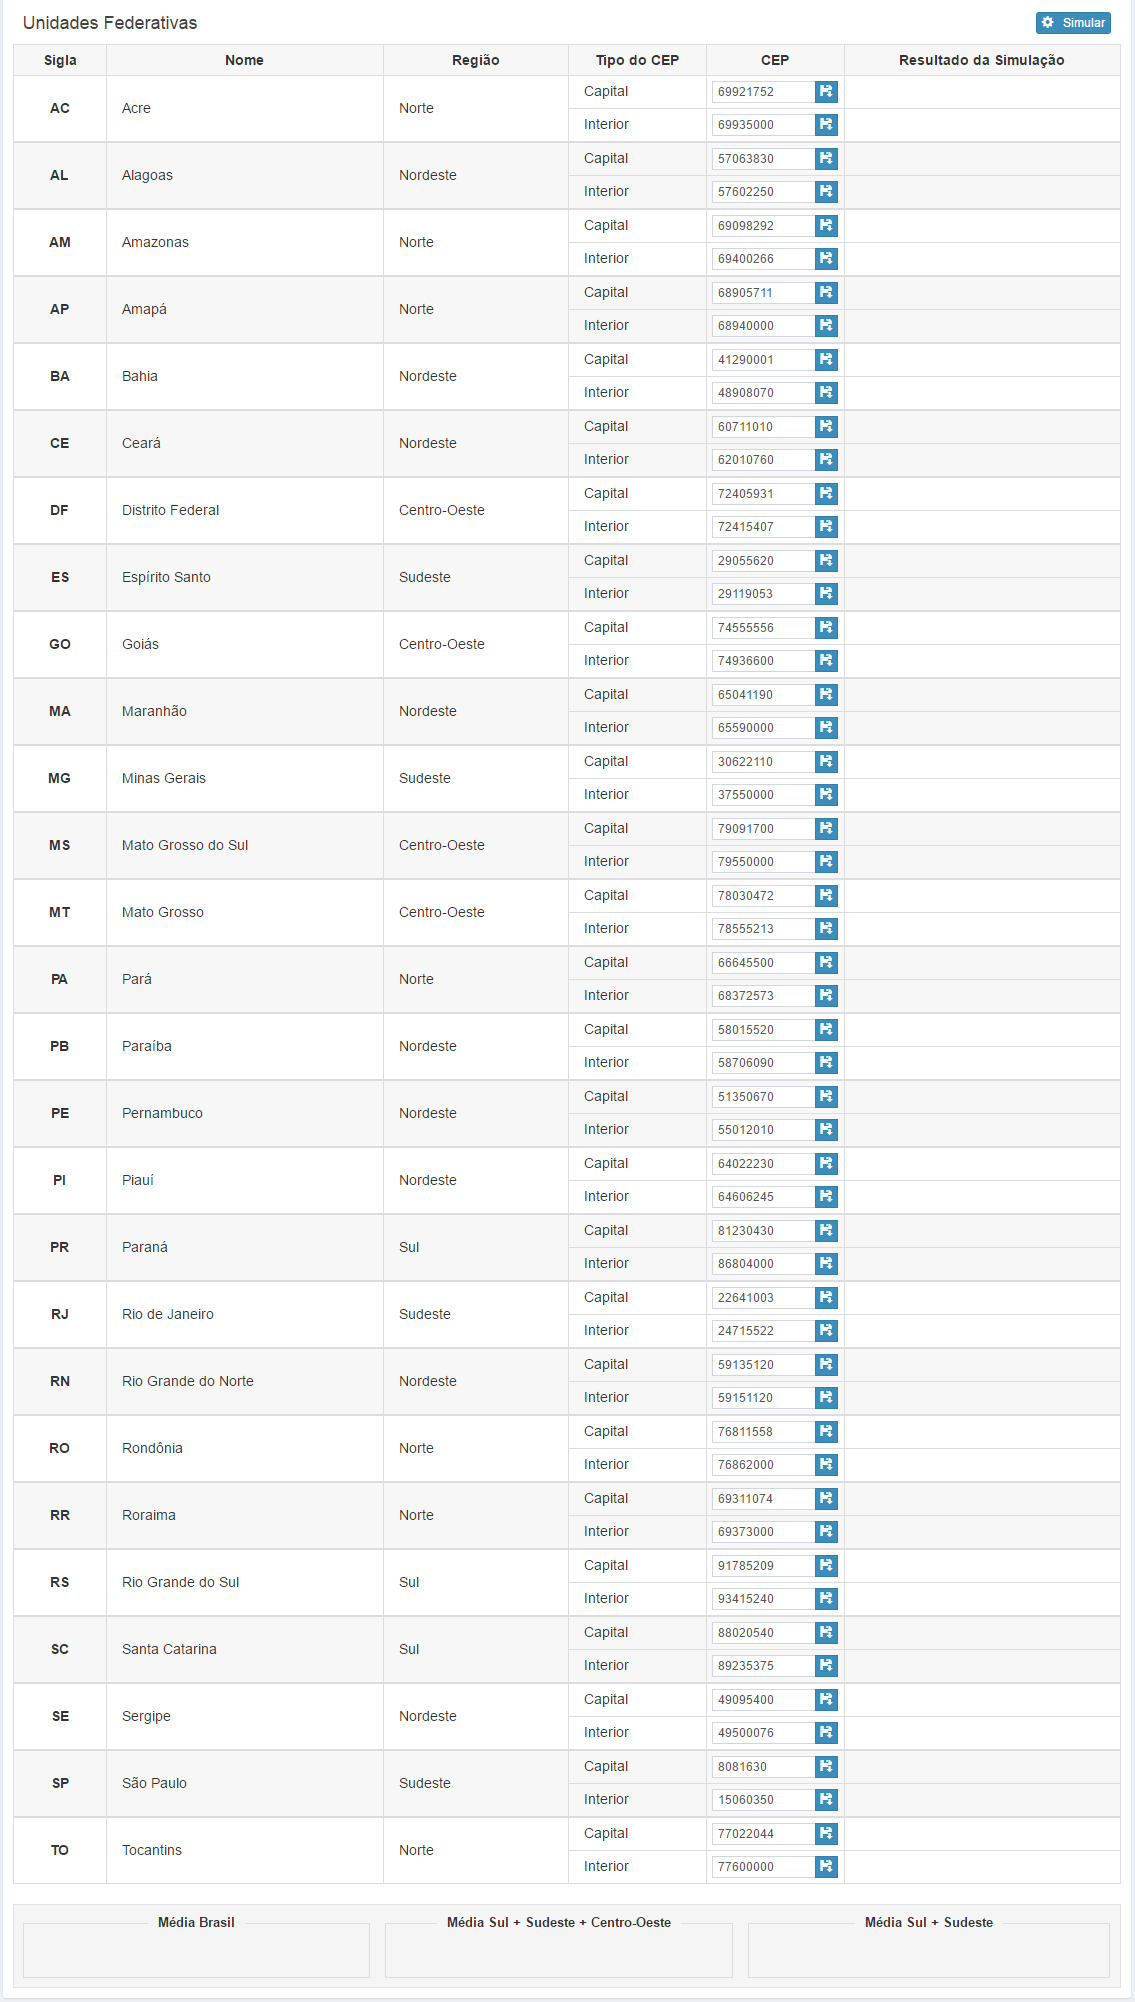 Unidades Federativas
Simular
Sigla Nome Região Tipo do CEP CEP Resultado da Simulação
AC Acre Norte Capital 69921752
Interior 69935000
AL Alagoas Nordeste Capital 57063830
Interior 57602250
AM Amazonas Norte Capital 69098292
Interior 69400266
AP Amapá Norte Capital 68905711
Interior 68940000
BA Bahia Nordeste Capital 41290001
Interior 48908070
CE Ceará Nordeste Capital 60711010
Interior 62010760
DF Distrito Federal Centro-Oeste Capital 72405931
Interior 72415407
ES Espírito Santo Sudeste Capital 29055620
Interior 29119053
GO Goiás Centro-Oeste Capital 74555556
Interior 74936600
MA Maranhão Nordeste Capital 65041190
Interior 65590000
MG Minas Gerais Sudeste Capital 30622110
Interior 37550000
MS Mato Grosso do Sul Centro-Oeste Capital 79091700
Interior 79550000
MT Mato Grosso Centro-Oeste Capital 78030472
Interior 78555213
PA Pará Norte Capital 66645500
Interior 68372573
PB Paraíba Nordeste Capital 58015520
Interior 58706090
PE Pernambuco Nordeste Capital 51350670
Interior 55012010
PI Piauí Nordeste Capital 64022230
Interior 64606245
PR Paraná Sul Capital 81230430
Interior 86804000
RJ Rio de Janeiro Sudeste Capital 22641003
Interior 24715522
RN Rio Grande do Norte Nordeste Capital 59135120
Interior 59151120
RO Rondônia Norte Capital 76811558
Interior 76862000
RR Roraima Norte Capital 69311074
Interior 69373000
RS Rio Grande do Sul Sul Capital 91785209
Interior 93415240
SC Santa Catarina Sul Capital 88020540
Interior 89235375
SE Sergipe Nordeste Capital 49095400
Interior 49500076
SP São Paulo Sudeste Capital 8081630
Interior 15060350
TO Tocantins Norte Capital 77022044
Interior 77600000
Média Brasil Média Sul + Sudeste + Centro-Oeste Média Sul + Sudeste